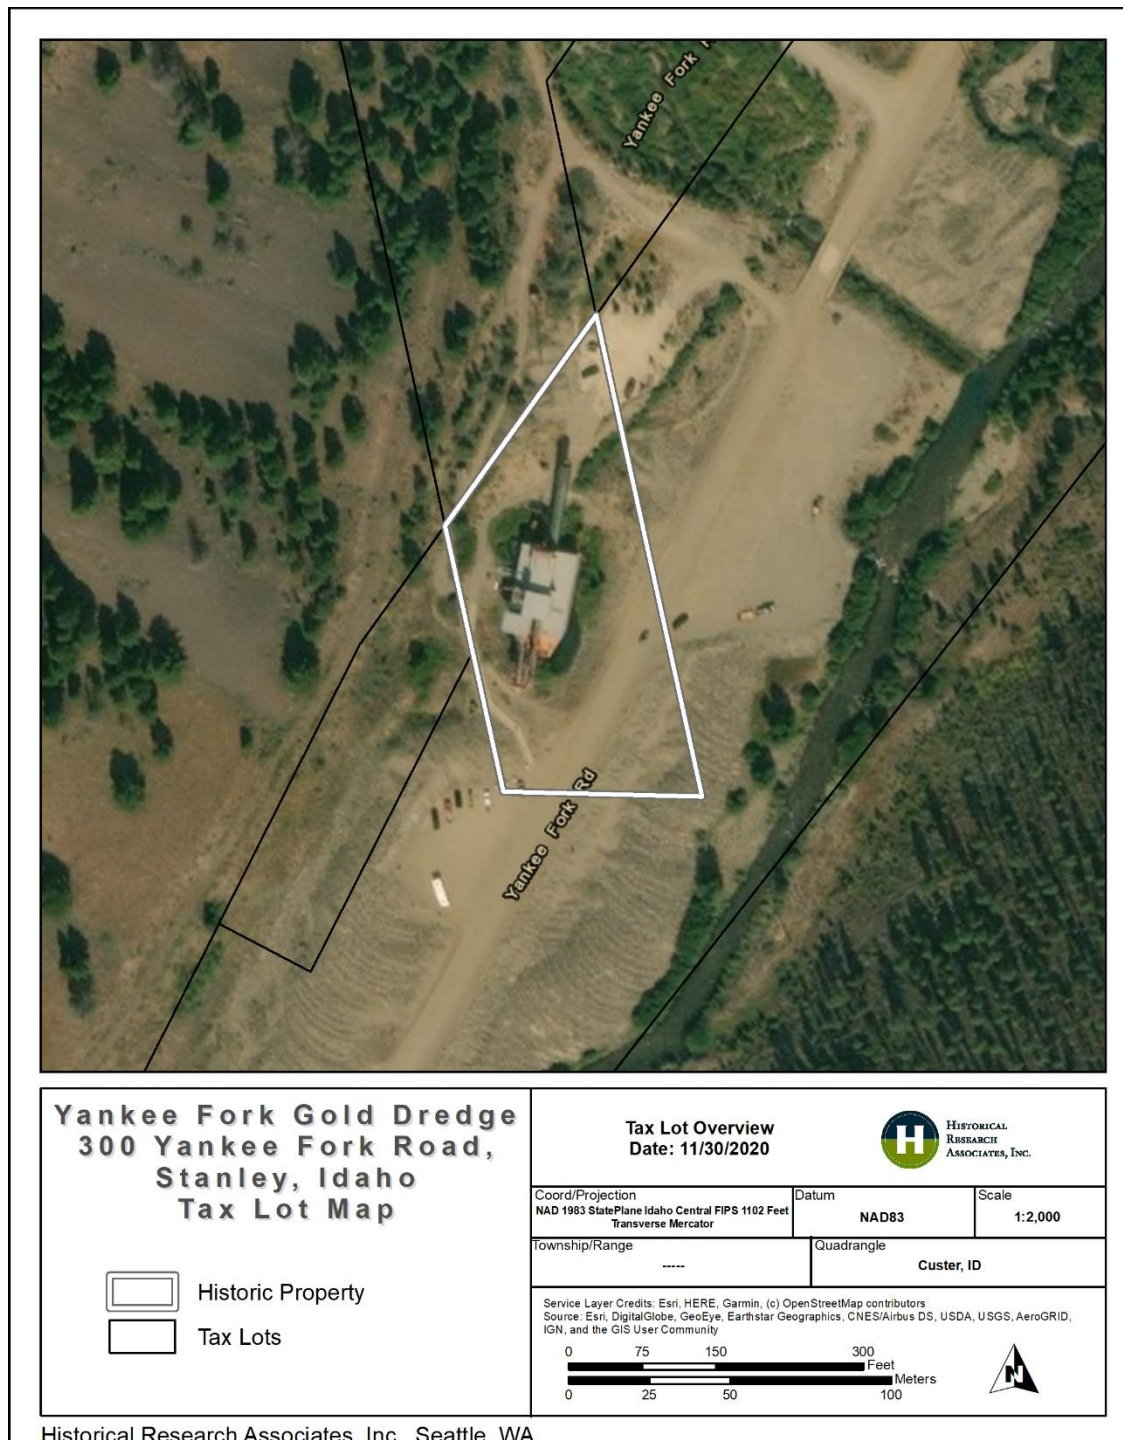 Yankee Fork
Yankee Fork Rd
Yankee Fork Gold Dredge
300 Yankee Fork Road,
Stanley, Idaho
Tax Lot Map
Historic Property
Tax Lots
Tax Lot Overview
Date: 11/30/2020
H
HISTORICAL
RESEARCH
ASSOCIATES, INC.
Coord/Projection
NAD 1983 StatePlane Idaho Central FIPS 1102 Feet
Transverse Mercator
Datum
NAD83
Scale
1:2,000
Township/Range
-----
Quadrangle
Custer, ID
Service Layer Credits: Esri, HERE, Garmin, (c) OpenStreetMap contributors
Source: Esri, DigitalGlobe, GeoEye, Earthstar Geographics, CNES/Airbus DS, USDA, USGS, AeroGRID,
IGN, and the GIS User Community
0 75 150 300
Feet
Meters
0 25 50 100
N
Historical Research Associates, Inc., Seattle, WA